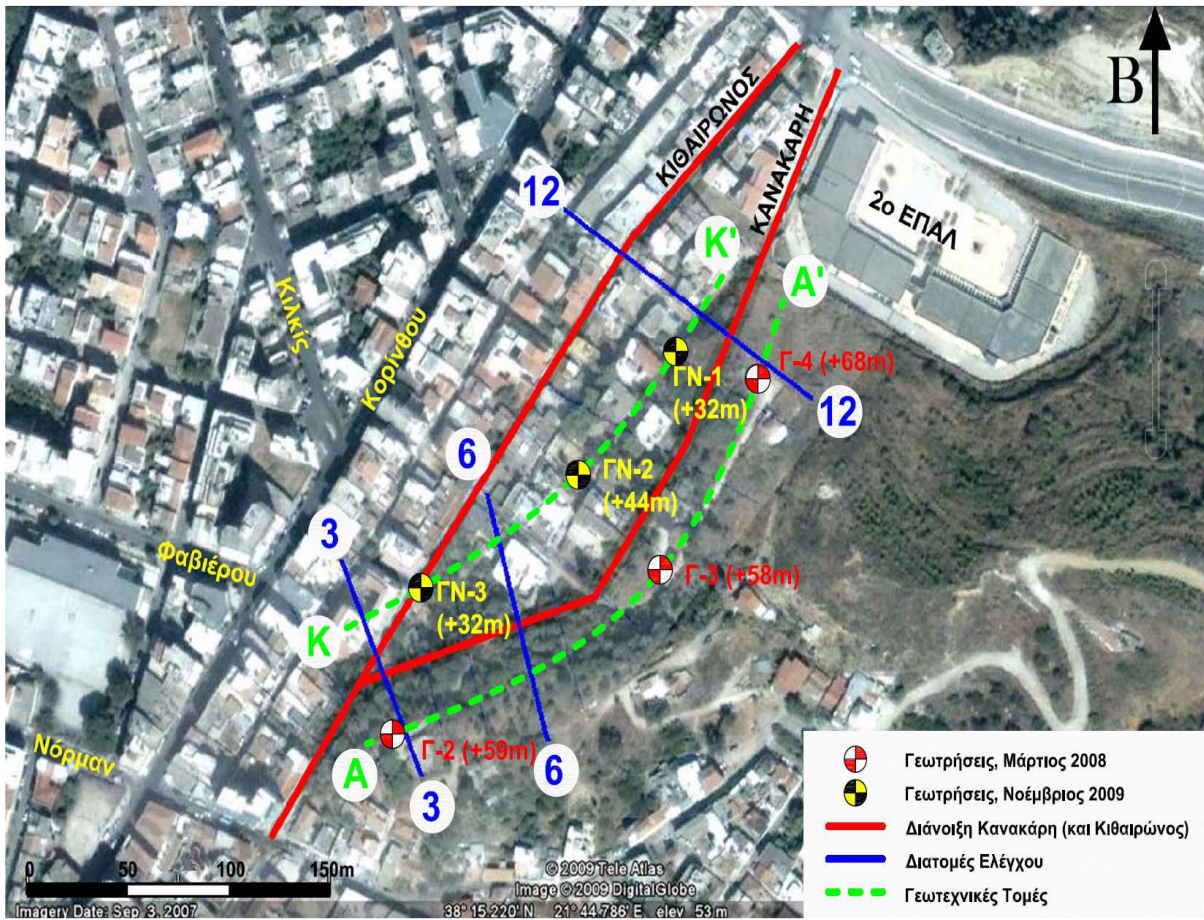 Β
ΚΙΘΑΙΡΩΝΟΣ
ΚΑΝΑΚΑΡΗ
2ο ΕΠΑΛ
12
Κ'
Α'
Κιλκίς
Κορίνθου
Γ-4 (+68m)
ΓΝ-1
(+32m)
12
6
ΓΝ-2
(+44m)
3
Φαβιέρου
Γ-3 (+58m)
ΓΝ-3
(+32m)
Κ
Νόρμαν
Α
Γ-2 (+59m)
6
3
Γεωτρήσεις, Μάρτιος 2008
Γεωτρήσεις, Νοέμβριος 2009
Διάνοιξη Κανακάρη (και Κιθαιρώνος)
Διατομές Ελέγχου
Γεωτεχνικές Τομές
0 50 100 150m
© 2009 Tele Atlas
Image © 2009 DigitalGlobe
Imagery Date: Sep 3, 2007
38° 15.220' N 21° 44.786' E elev 53 m